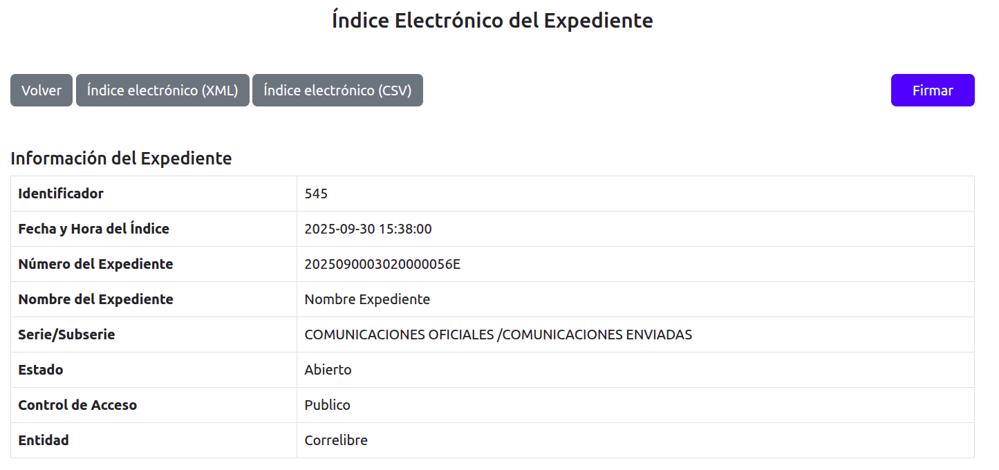 Índice Electrónico del Expediente
Volver Índice electrónico (XML) Índice electrónico (CSV) Firmar
Información del Expediente
Identificador 545
Fecha y Hora del Índice 2025-09-30 15:38:00
Número del Expediente 2025090003020000056E
Nombre del Expediente Nombre Expediente
Serie/Subserie COMUNICACIONES OFICIALES /COMUNICACIONES ENVIADAS
Estado Abierto
Control de Acceso Publico
Entidad Correlibre